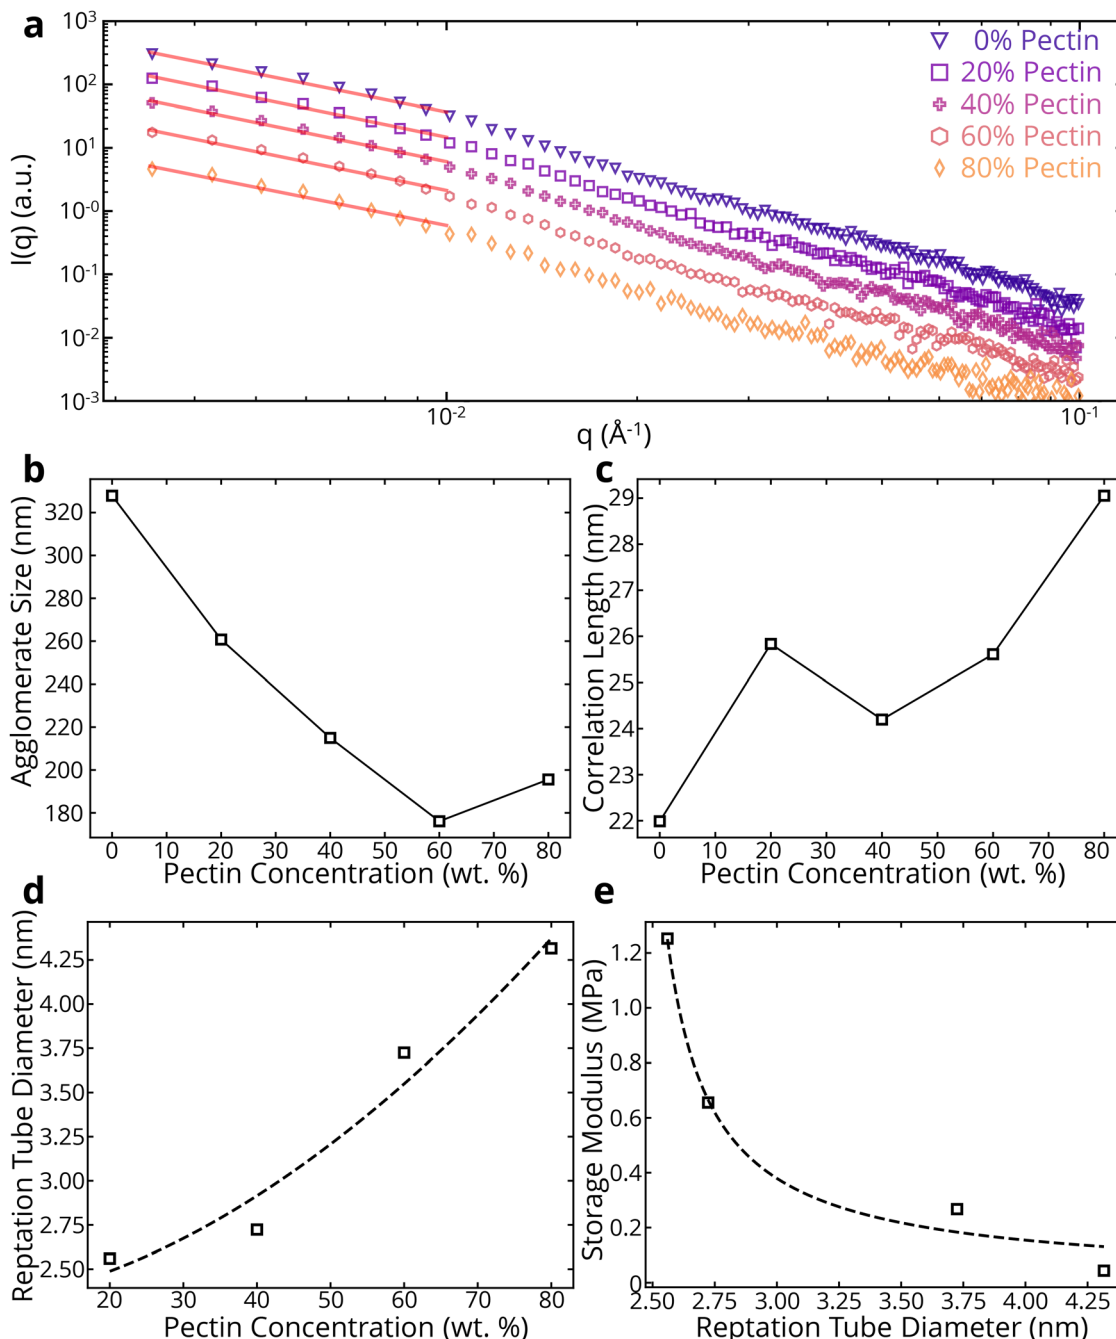 a
10³
10²
10¹
10⁻⁰
10⁻¹
10⁻²
10⁻³
I(q) (a.u.)
0% Pectin
20% Pectin
40% Pectin
60% Pectin
80% Pectin
10⁻²
10⁻¹
q (Å⁻¹)
b
Agglomerate Size (nm)
320
300
280
260
240
220
200
180
0 10 20 30 40 50 60 70 80
Pectin Concentration (wt. %)
c
Correlation Length (nm)
29
28
27
26
25
24
23
22
0 10 20 30 40 50 60 70 80
Pectin Concentration (wt. %)
d
Reptation Tube Diameter (nm)
4.25
4.00
3.75
3.50
3.25
3.00
2.75
2.50
20 30 40 50 60 70 80
Pectin Concentration (wt. %)
e
Storage Modulus (MPa)
1.2
1.0
0.8
0.6
0.4
0.2
0
2.50 2.75 3.00 3.25 3.50 3.75 4.00 4.25
Reptation Tube Diameter (nm)